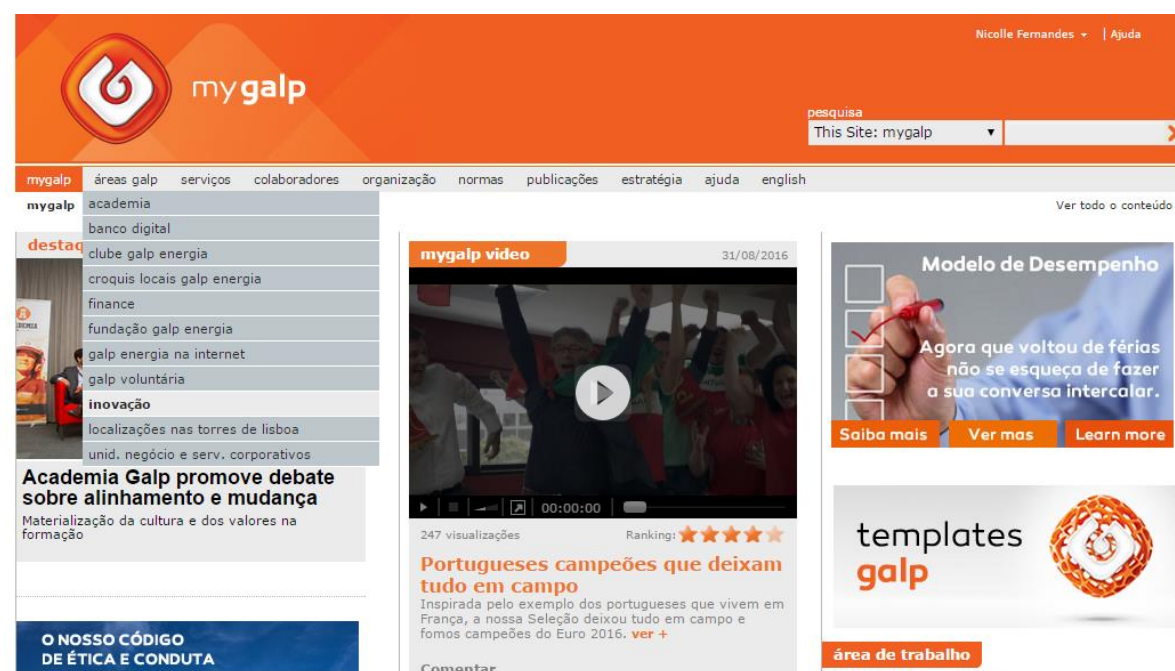 Nicolle Fernandes | Ajuda
mygalp
pesquisa
This Site: mygalp
mygalp áreas galp serviços colaboradores organização normas publicações estratégia ajuda english
mygalp
Ver todo o conteúdo
academia
banco digital
clube galp energia
croquis locais galp energia
finance
fundação galp energia
galp energia na internet
galp voluntária
inovação
localizações nas torres de lisboa
unid. negócio e serv. corporativos
Academia Galp promove debate
sobre alinhamento e mudança
Materialização da cultura e dos valores na
formação
O NOSSO CÓDIGO
DE ÉTICA E CONDUTA
mygalp video 31/08/2016
00:00:00
247 visualizações Ranking:
Portugueses campeões que deixam
tudo em campo
Inspirada pelo exemplo dos portugueses que vivem em
França, a nossa Seleção deixou tudo em campo e
fomos campeões do Euro 2016. ver +
Comentar
Modelo de Desempenho
Agora que voltou de férias
não se esqueça de fazer
a sua conversa intercalar.
Saiba mais Ver mas Learn more
templates
galp
área de trabalho